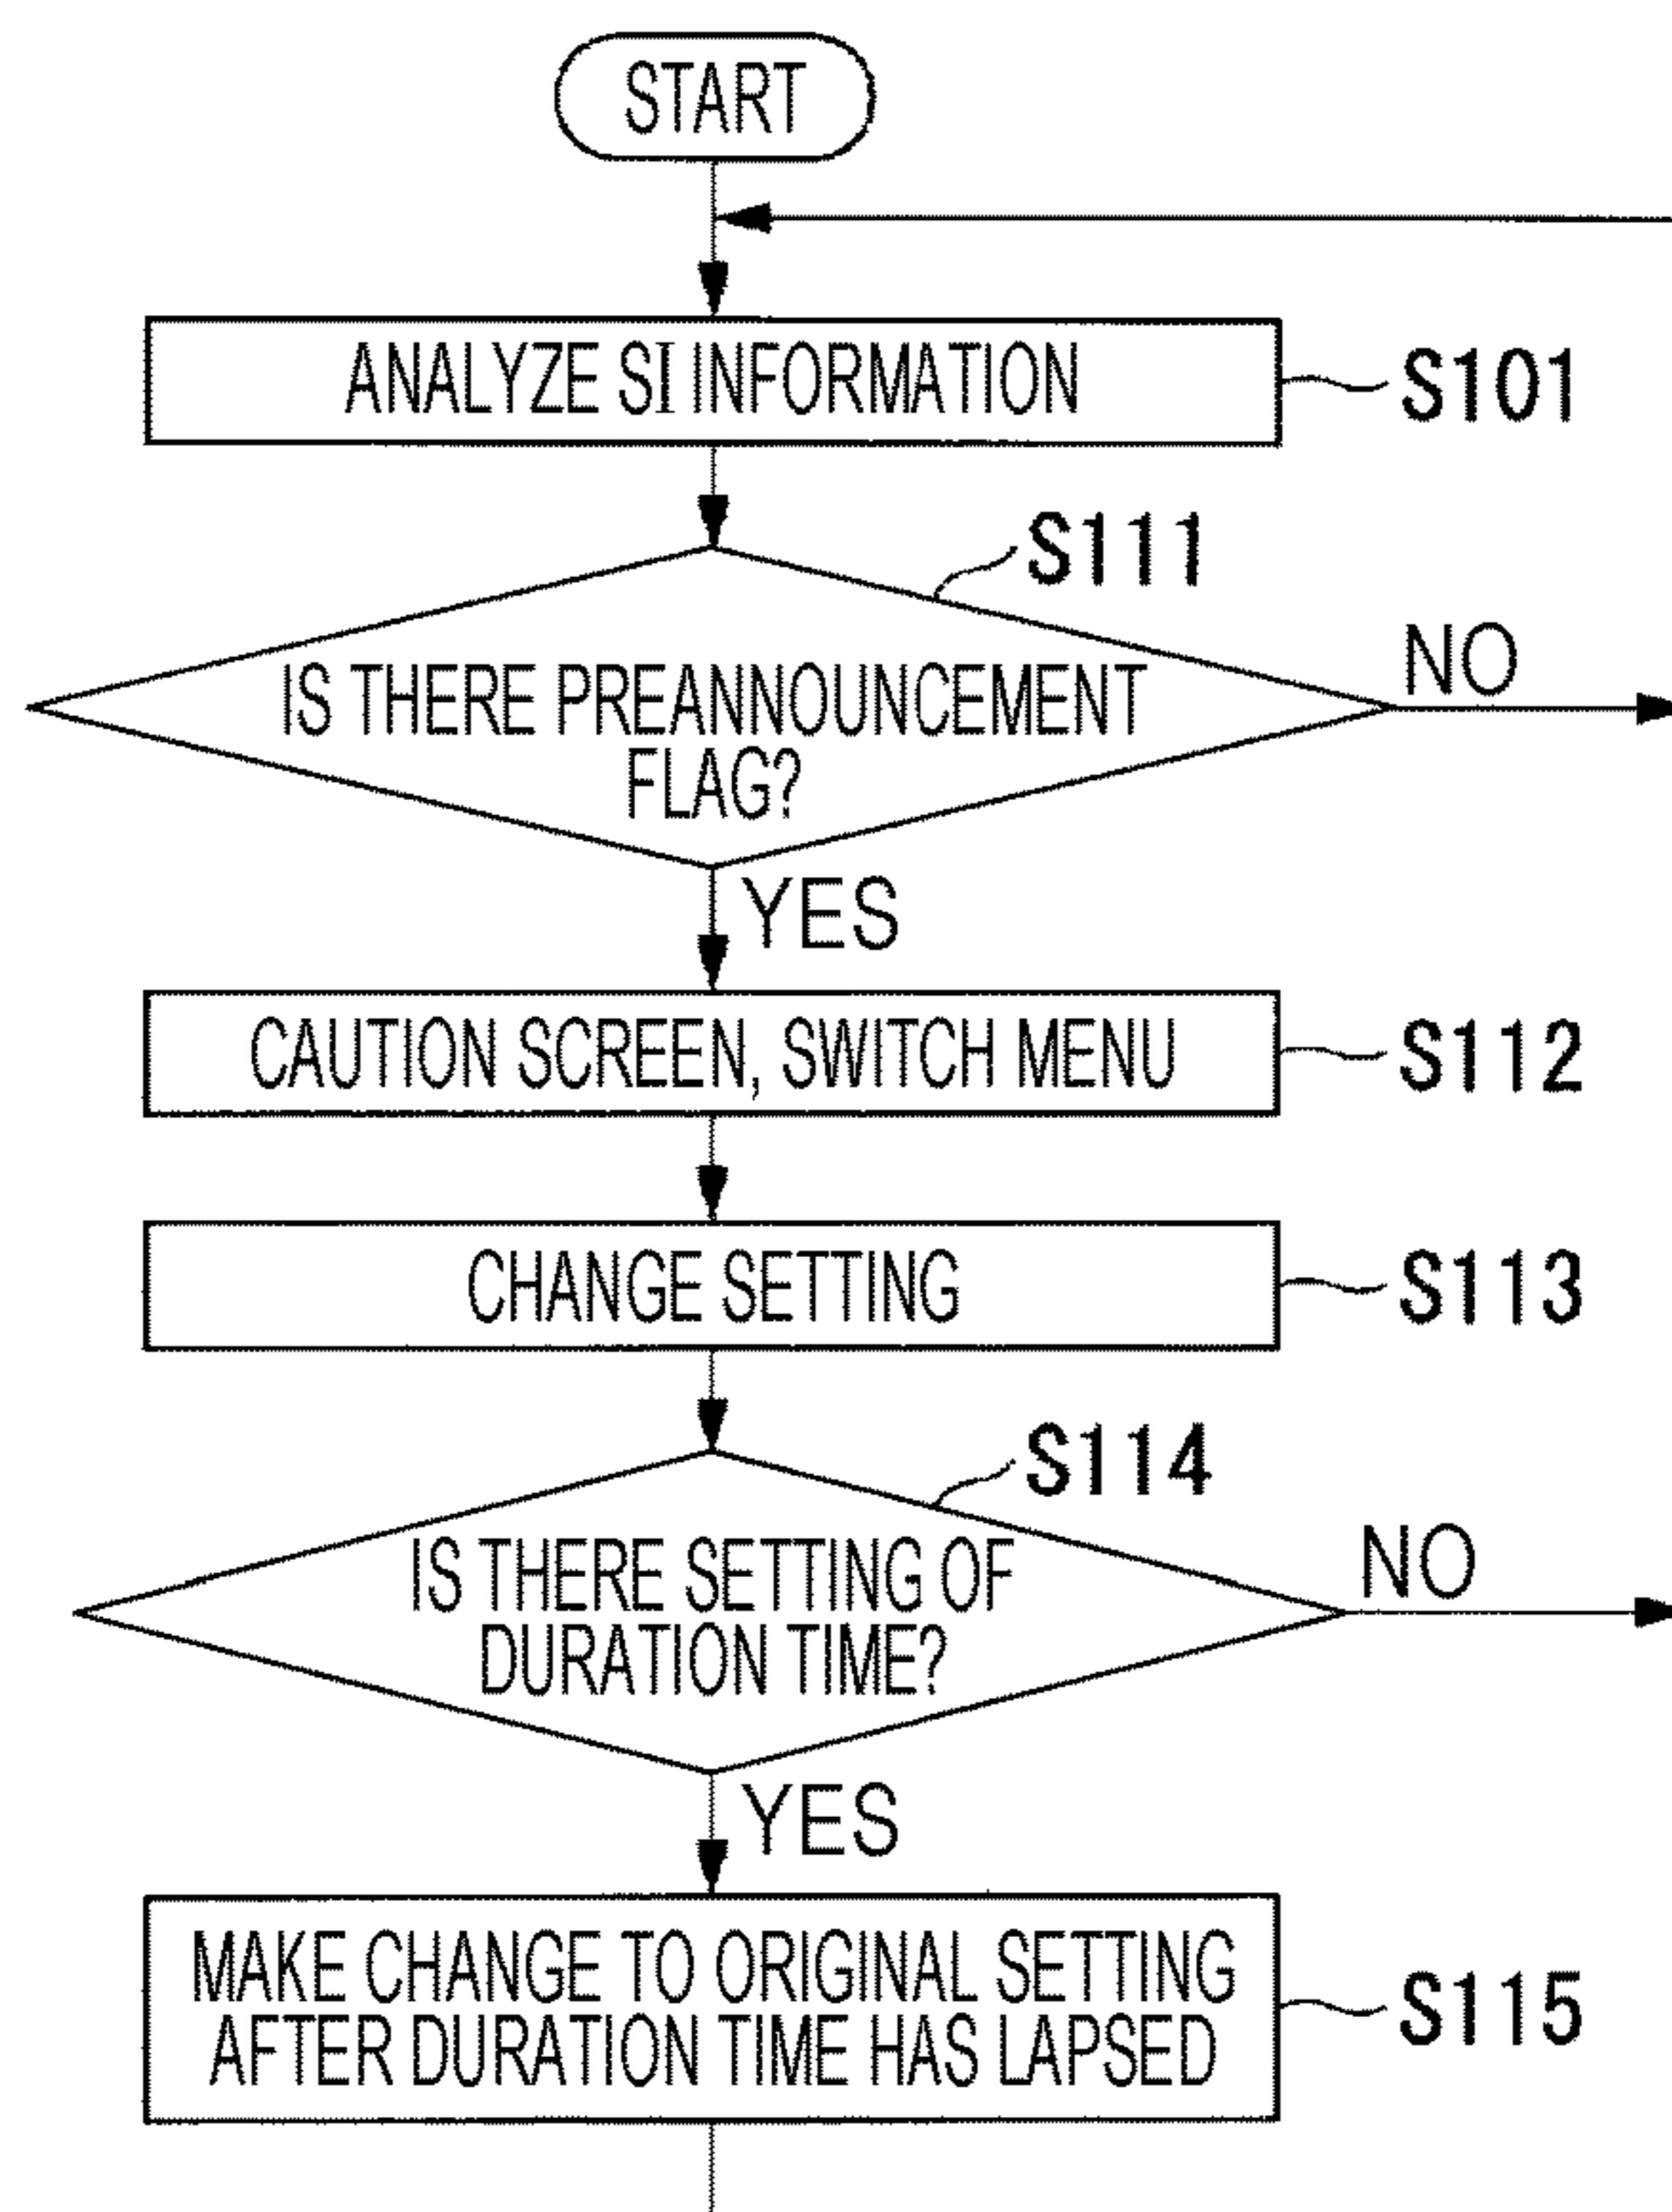 START
ANALYZE SI INFORMATION
S101
S111
IS THERE PREANNOUNCEMENT
FLAG?
NO
YES
CAUTION SCREEN, SWITCH MENU
S112
CHANGE SETTING
S113
S114
IS THERE SETTING OF
DURATION TIME?
NO
YES
MAKE CHANGE TO ORIGINAL SETTING
AFTER DURATION TIME HAS LAPSED
S115